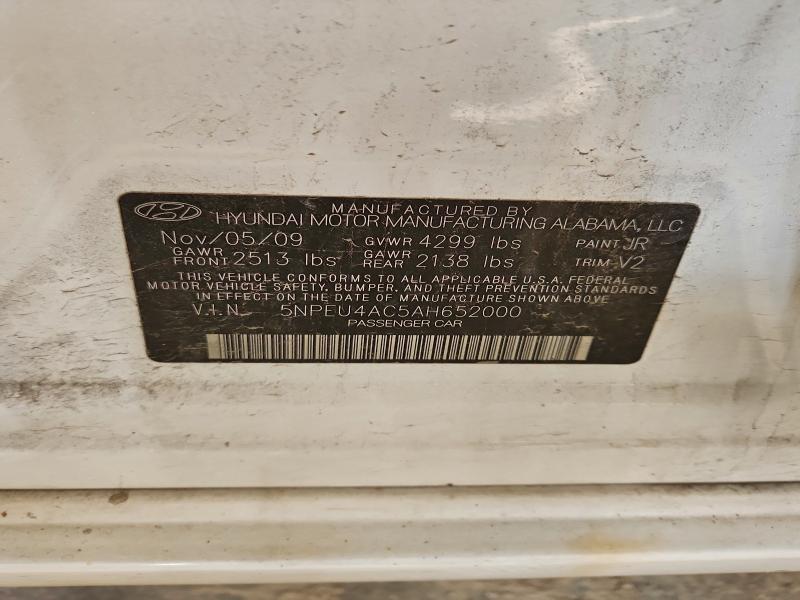 MANUFACTURED BY
HYUNDAI MOTOR MANUFACTURING ALABAMA, LLC
Nov/05/09 GVWR 4299 lbs PAINT JR
GAWR FRONT 2513 lbs GAWR REAR 2138 lbs TRIM V2
THIS VEHICLE CONFORMS TO ALL APPLICABLE U.S.A. FEDERAL
MOTOR VEHICLE SAFETY, BUMPER, AND THEFT PREVENTION STANDARDS
IN EFFECT ON THE DATE OF MANUFACTURE SHOWN ABOVE
V.I.N. 5NPEU4AC5AH652000
PASSENGER CAR